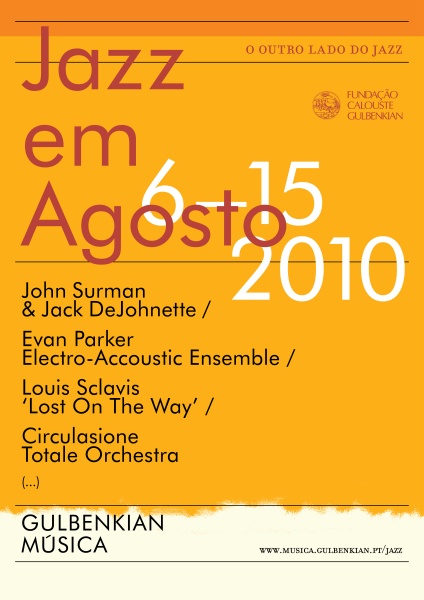 O OUTRO LADO DO JAZZ
Jazz
em
Agosto
FUNDAÇÃO
CALOUSTE
GULBENKIAN
6–15
2010
John Surman
& Jack DeJohnette /
Evan Parker
Electro-Accoustic Ensemble /
Louis Sclavis
‘Lost On The Way’ /
Circulasione
Totale Orchestra
(...)
GULBENKIAN
MÚSICA
WWW.MUSICA.GULBENKIAN.PT/JAZZ